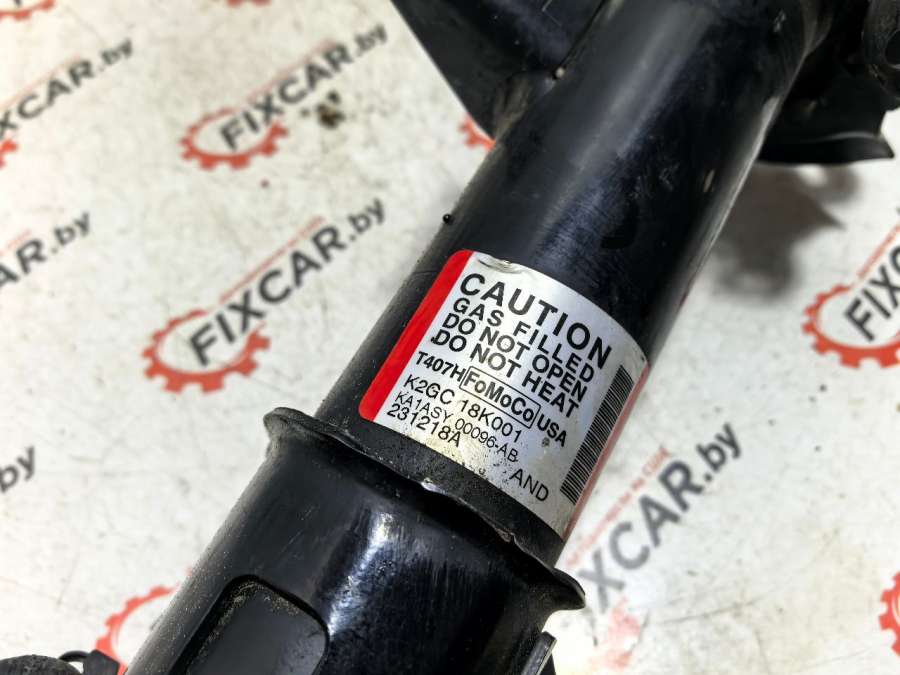 FIXCAR.by
FIXCAR.by
FIXCAR.by
FIXCAR.by
CAUTION
GAS FILLED
DO NOT OPEN
DO NOT HEAT
T407H FoMoCo USA
K2GC 18K001
KA1ASY 00096-AB
231218A
AND
FIXCAR.by